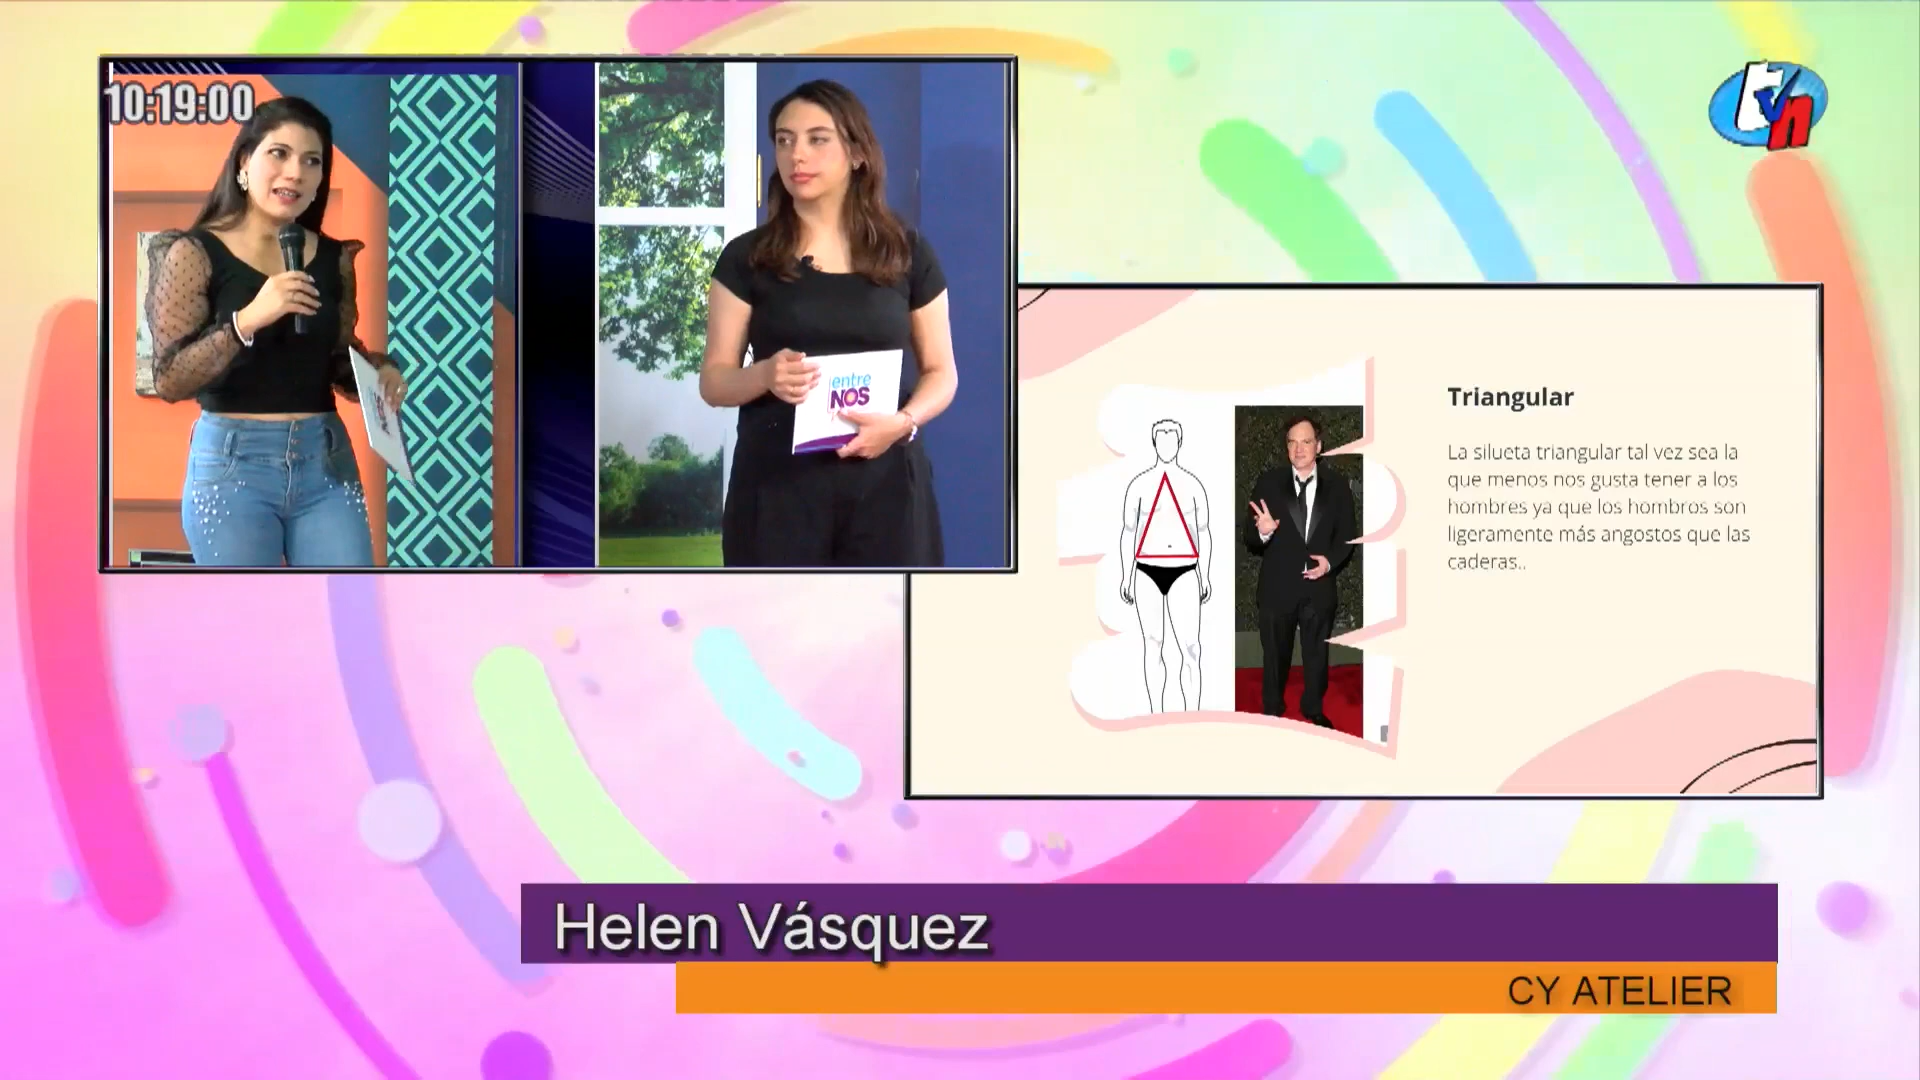 10:19:00
tvn
entre
NOS
Triangular
La silueta triangular tal vez sea la
que menos nos gusta tener a los
hombres ya que los hombros son
ligeramente más angostos que las
caderas..
Helen Vásquez
CY ATELIER